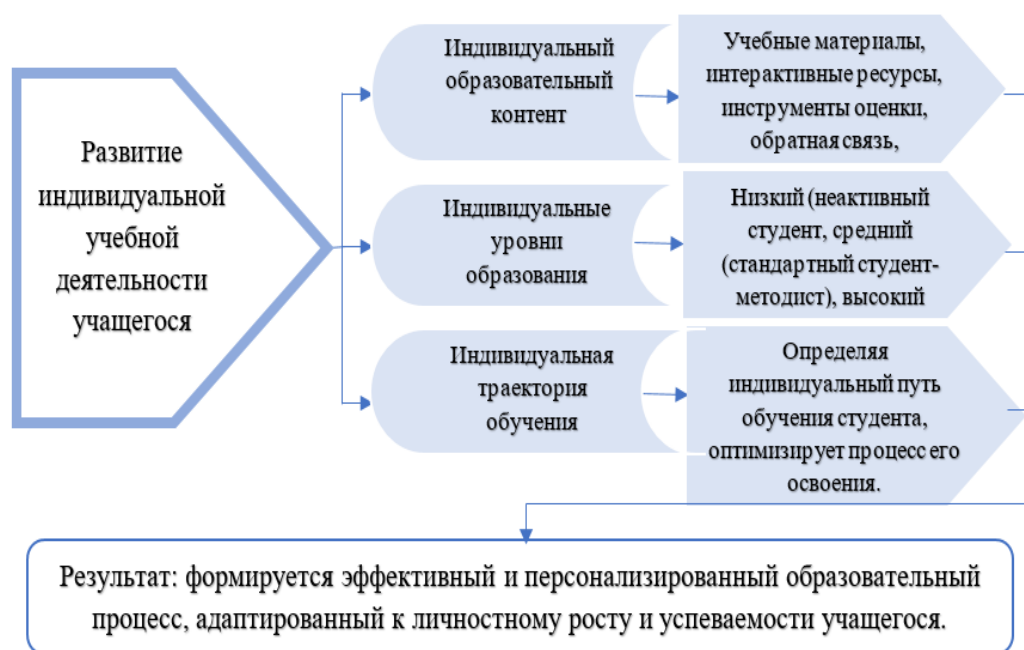 Развитие
индивидуальной
учебной
деятельности
учащегося
Индивидуальный
образовательный
контент
Учебные материалы,
интерактивные ресурсы,
инструменты оценки,
обратная связь,
Индивидуальные
уровни
образования
Низкий (неактивный
студент, средний
(стандартный студент-
методист), высокий
Индивидуальная
траектория
обучения
Определяя
индивидуальный путь
обучения студента,
оптимизирует процесс его
освоения.
Результат: формируется эффективный и персонализированный образовательный
процесс, адаптированный к личностному росту и успеваемости учащегося.